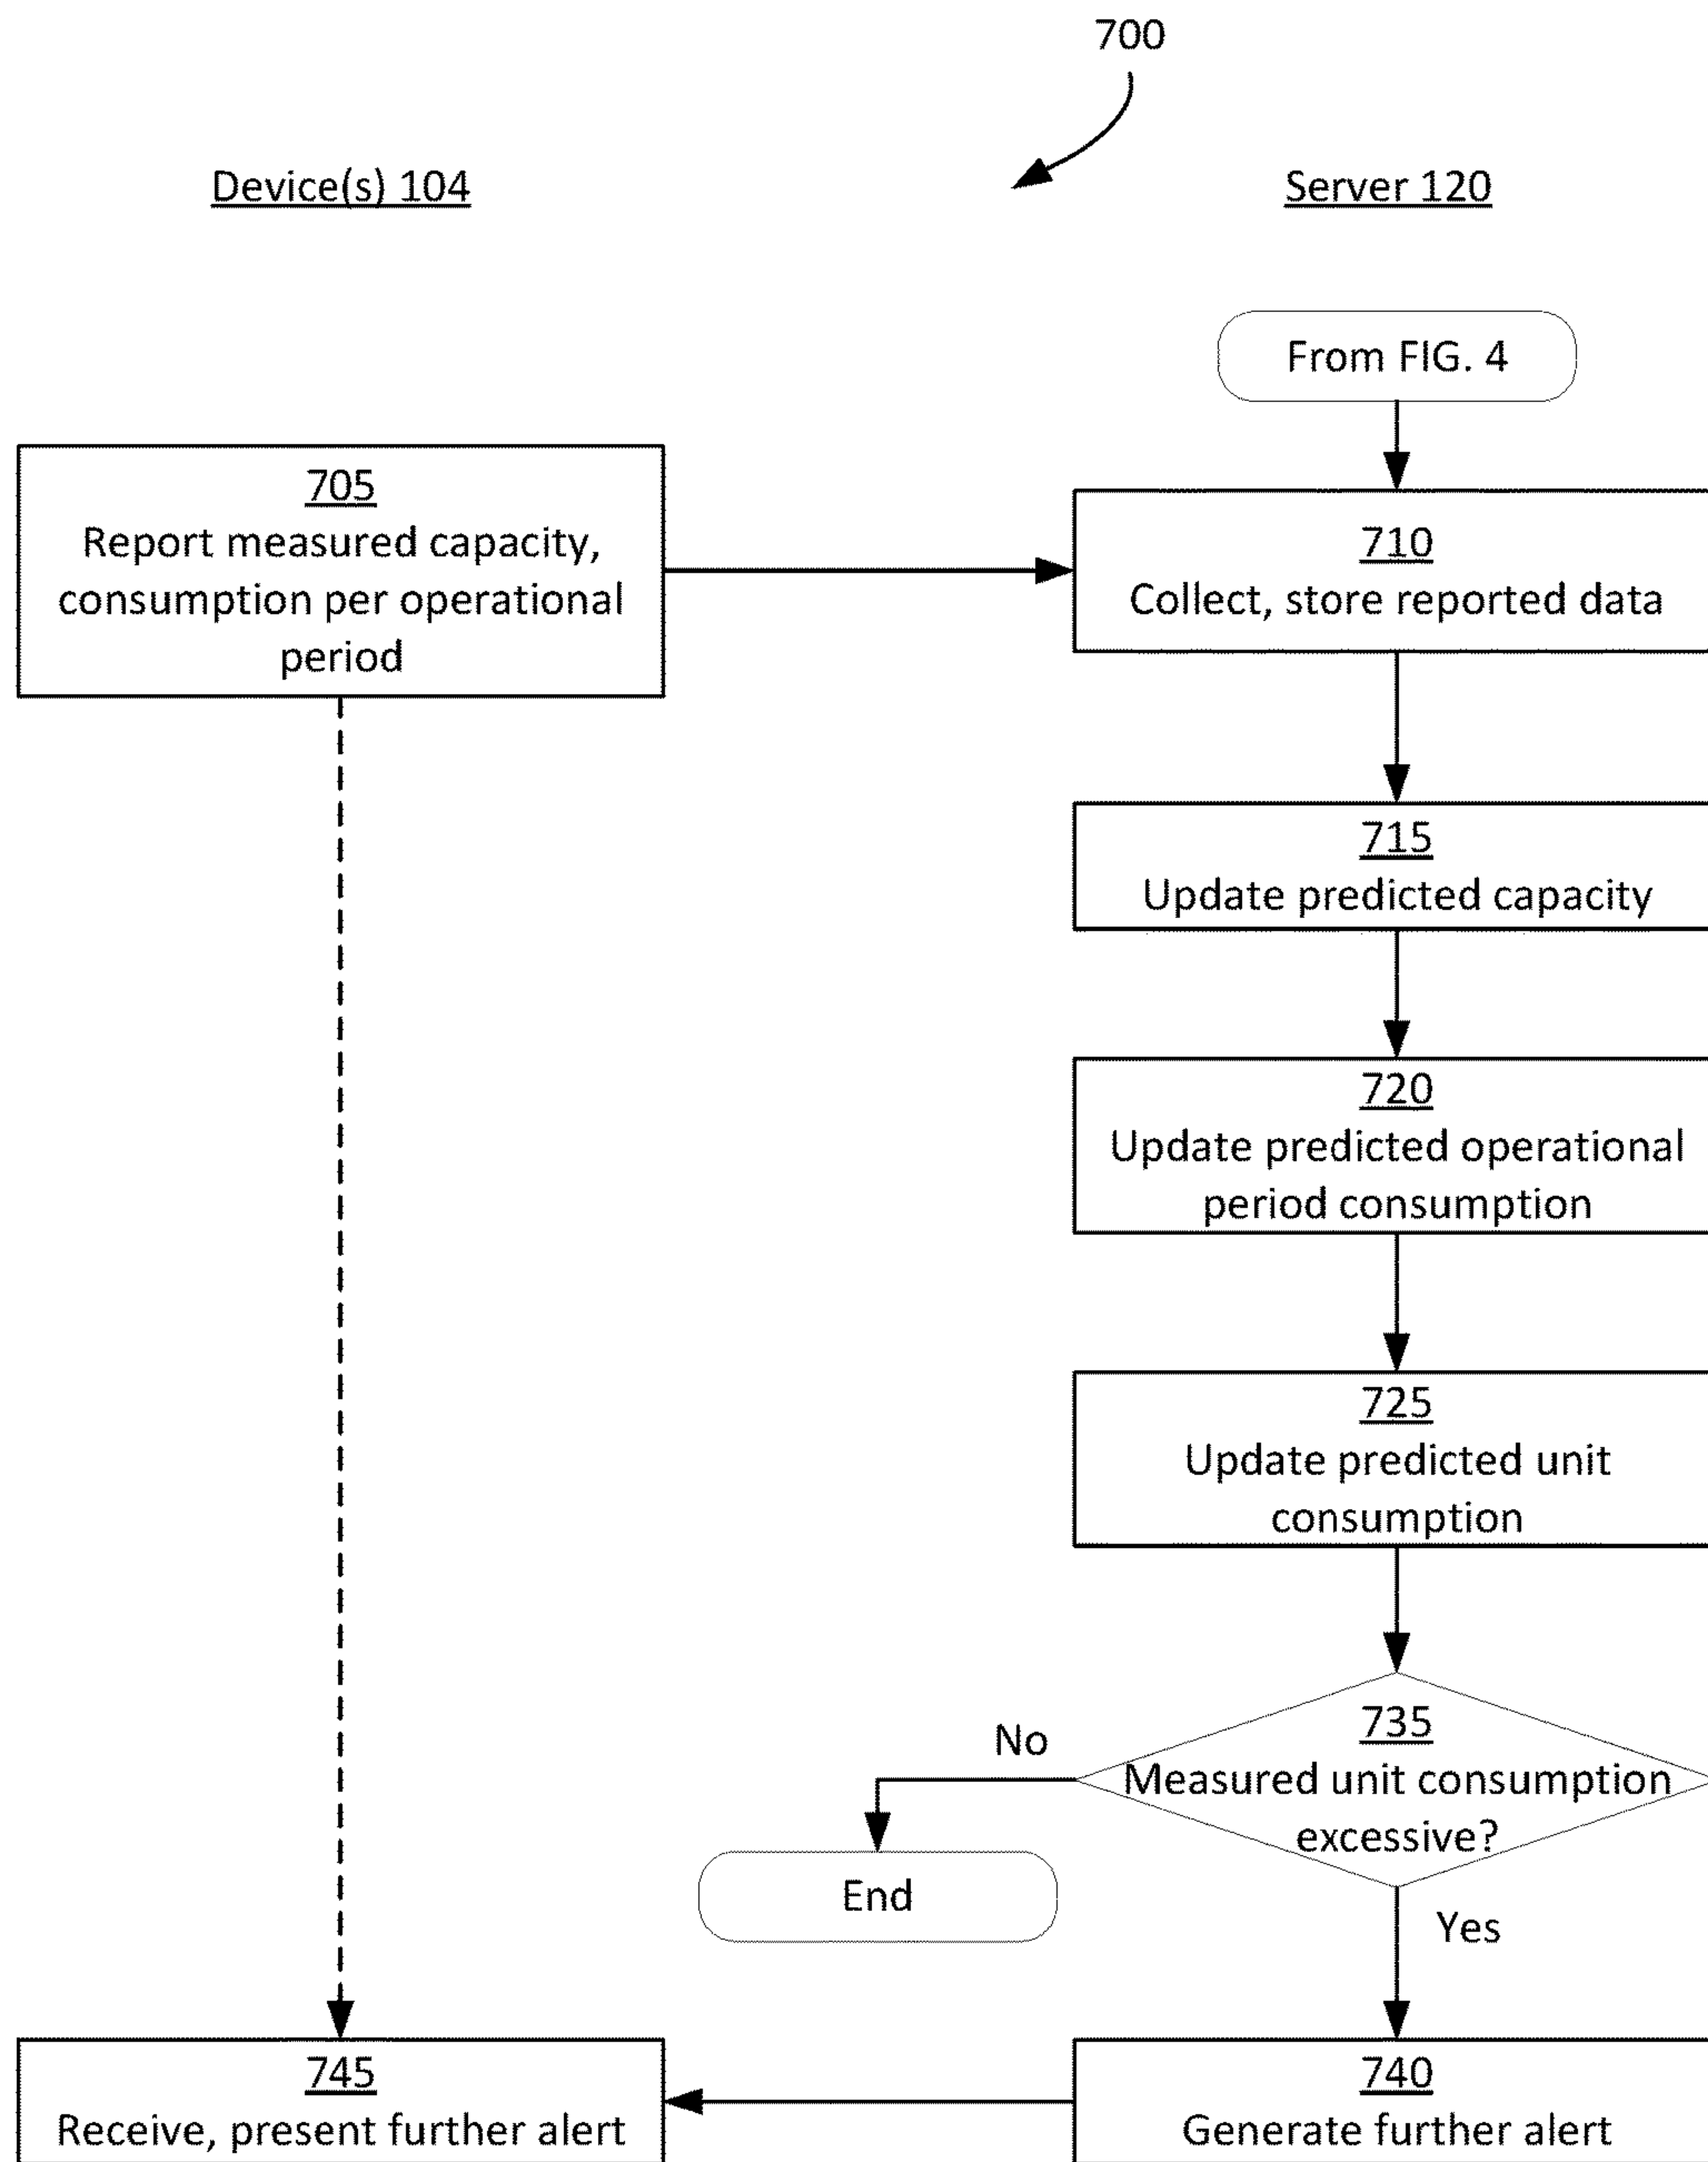 700
Device(s) 104
Server 120
From FIG. 4
705
Report measured capacity,
consumption per operational
period
710
Collect, store reported data
715
Update predicted capacity
720
Update predicted operational
period consumption
725
Update predicted unit
consumption
735
Measured unit consumption
excessive?
No
End
Yes
745
Receive, present further alert
740
Generate further alert